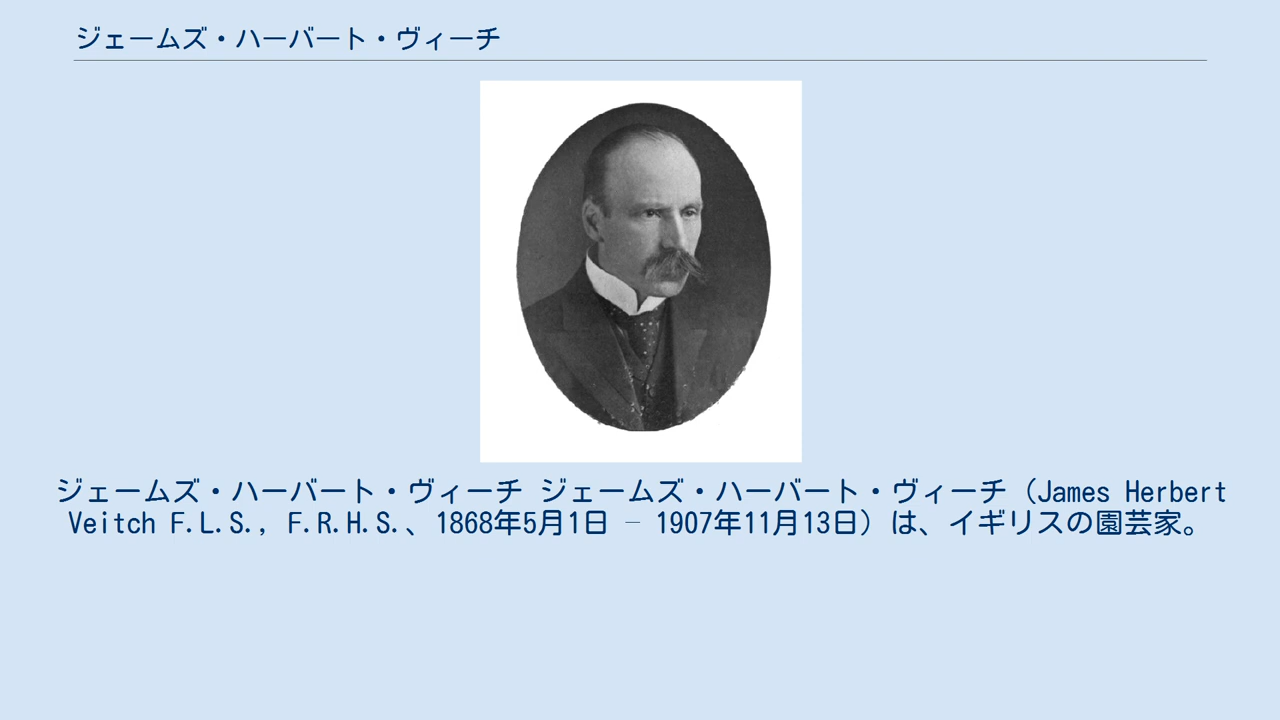 ジェームズ・ハーバート・ヴィーチ
ジェームズ・ハーバート・ヴィーチ ジェームズ・ハーバート・ヴィーチ（James Herbert
Veitch F.L.S., F.R.H.S.、1868年5月1日 – 1907年11月13日）は、イギリスの園芸家。